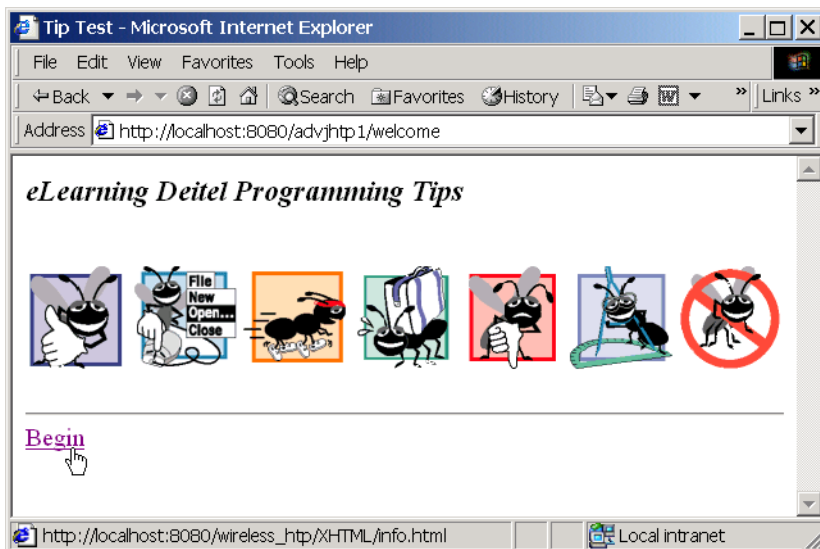 Tip Test - Microsoft Internet Explorer
File Edit View Favorites Tools Help
Back Search Favorites History » Links »
Address http://localhost:8080/advjhtp1/welcome
eLearning Deitel Programming Tips
File
New
Open...
Close
Begin
http://localhost:8080/wireless_htp/XHTML/info.html Local intranet